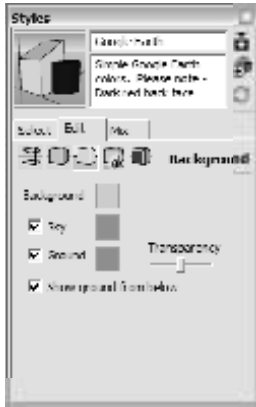 Styles
Google Earth
Simple Google Earth
colors. Please note -
Dark red back face
Select Edit Mix
Background
Background
Sky
Ground
Transparency
Show ground from below